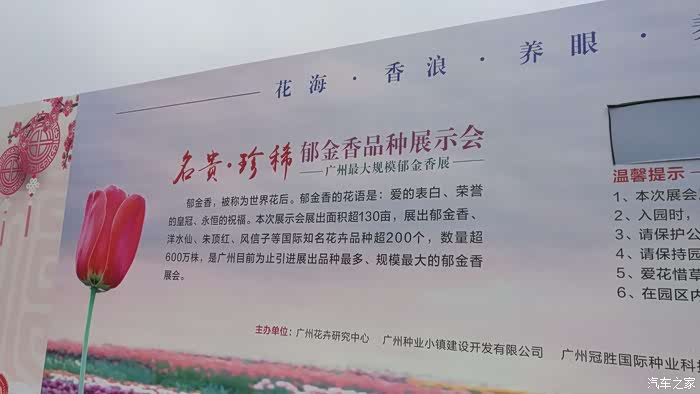 花海·香浪·养眼·
名贵·珍稀 郁金香品种展示会
——广州最大规模郁金香展——
郁金香，被称为世界花后。郁金香的花语是：爱的表白、荣誉
的皇冠、永恒的祝福。本次展示会展出面积超130亩，展出郁金香、
洋水仙、朱顶红、风信子等国际知名花卉品种超200个，数量超
600万株，是广州目前为止引进展出品种最多、规模最大的郁金香
展会。
主办单位：广州花卉研究中心 广州种业小镇建设开发有限公司 广州冠胜国际种业科技
温馨提示
1、本次展会
2、入园时，
3、请保护公
4、请保持园
5、爱花惜草
6、在园区内
汽车之家